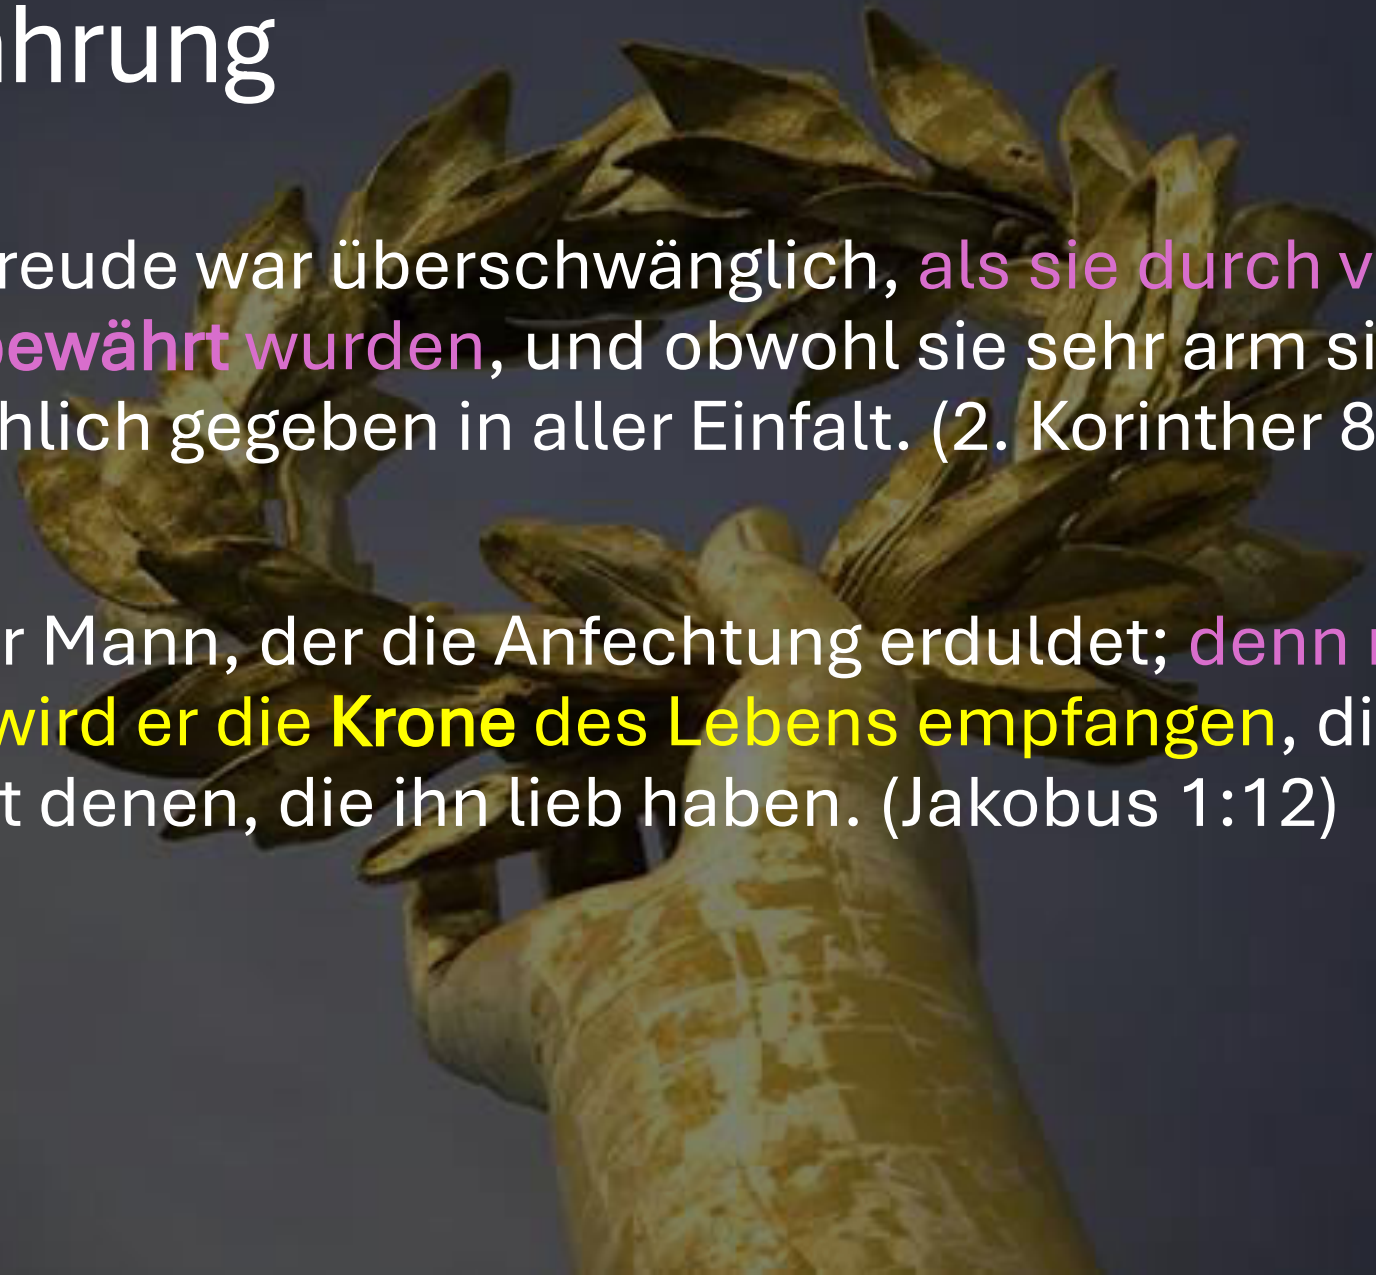 ährung
reude war überschwänglich, als sie durch v
bewährt wurden, und obwohl sie sehr arm si
hlich gegeben in aller Einfalt. (2. Korinther 8
r Mann, der die Anfechtung erduldet; denn
wird er die Krone des Lebens empfangen, di
t denen, die ihn lieb haben. (Jakobus 1:12)